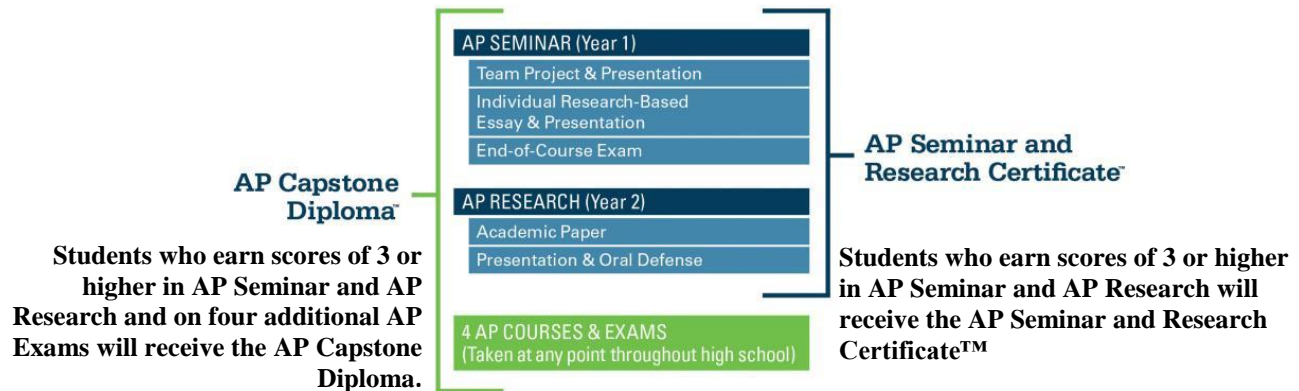 AP Capstone
Diploma™
Students who earn scores of 3 or
higher in AP Seminar and AP
Research and on four additional AP
Exams will receive the AP Capstone
Diploma.
AP SEMINAR (Year 1)
Team Project & Presentation
Individual Research-Based
Essay & Presentation
End-of-Course Exam
AP RESEARCH (Year 2)
Academic Paper
Presentation & Oral Defense
4 AP COURSES & EXAMS
(Taken at any point throughout high school)
AP Seminar and
Research Certificate™
Students who earn scores of 3 or higher
in AP Seminar and AP Research will
receive the AP Seminar and Research
Certificate™